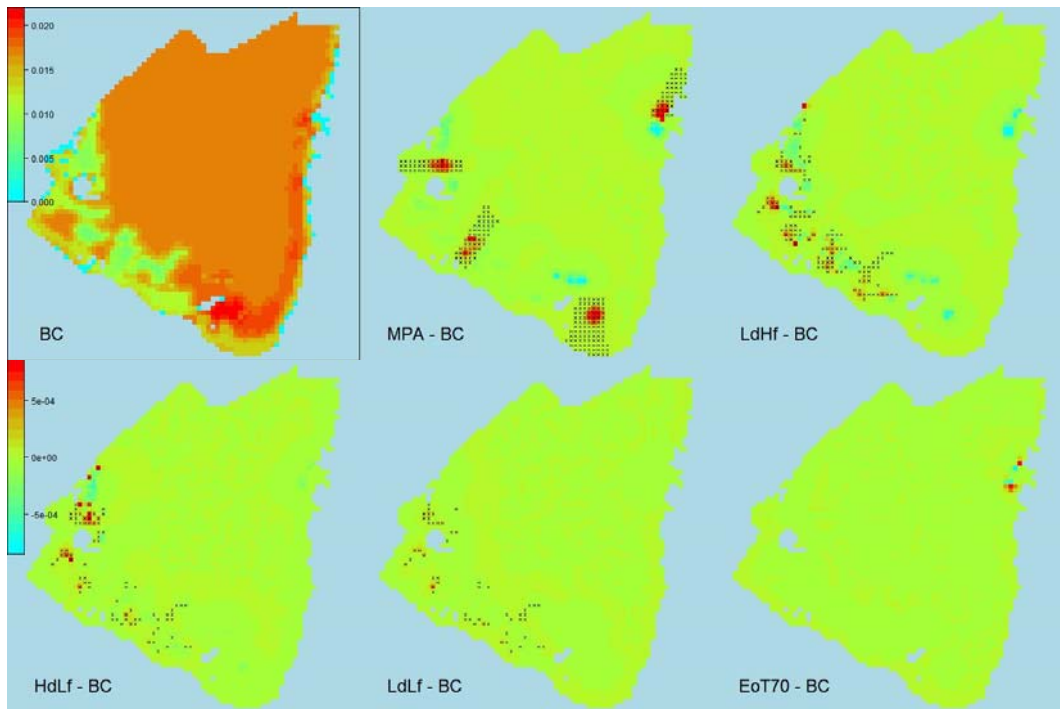 0.020
0.015
0.010
0.005
0.000
BC
MPA - BC
LdHf - BC
5e-04
0e+00
-5e-04
HdLf - BC
LdLf - BC
EoT70 - BC